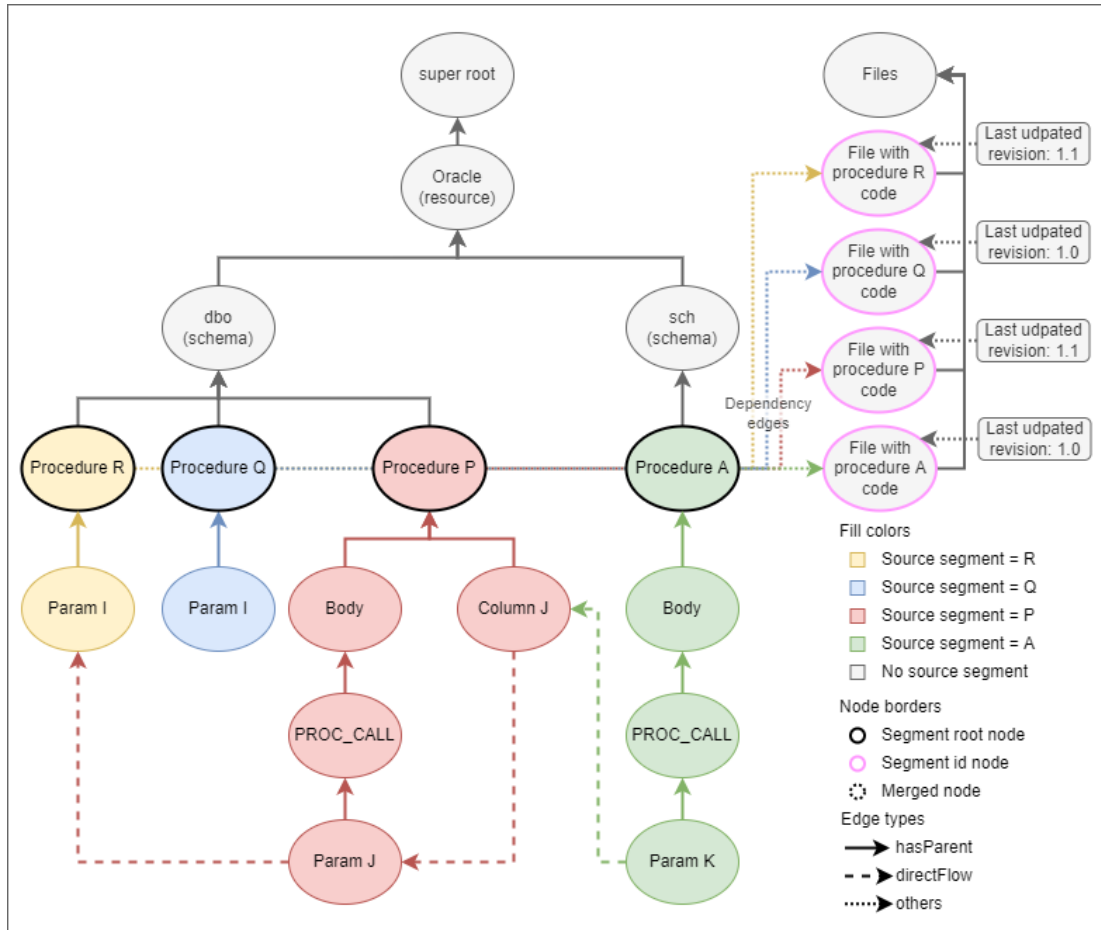 super root
Files
Last udpated
revision: 1.1
File with
procedure R
code
Oracle
(resource)
Last udpated
revision: 1.0
File with
procedure Q
code
dbo
(schema)
sch
(schema)
Last udpated
revision: 1.1
File with
procedure P
code
Dependency
edges
Last udpated
revision: 1.0
File with
procedure A
code
Procedure R
Procedure Q
Procedure P
Procedure A
Fill colors
Source segment = R
Source segment = Q
Source segment = P
Source segment = A
No source segment
Param I
Param I
Body
Column J
Body
Node borders
Segment root node
Segment id node
Merged node
PROC_CALL
PROC_CALL
Edge types
hasParent
directFlow
others
Param J
Param K